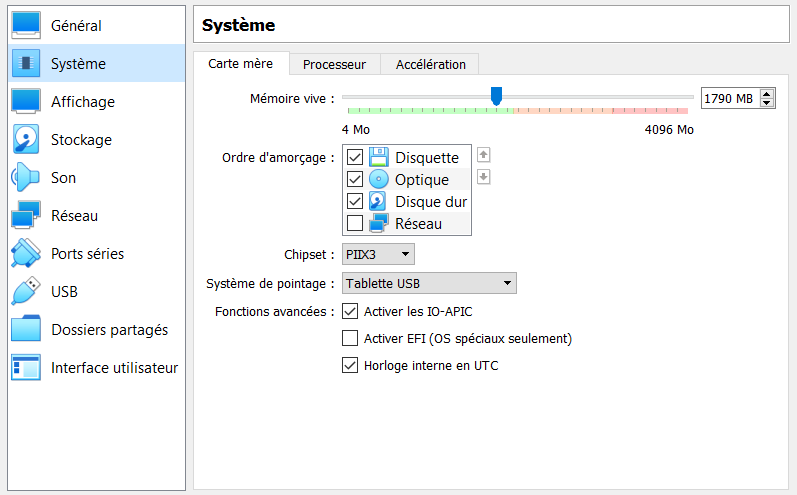 Général
Système
Affichage
Stockage
Son
Réseau
Ports séries
USB
Dossiers partagés
Interface utilisateur
Système
Carte mère Processeur Accélération
Mémoire vive : 1790 MB
4 Mo 4096 Mo
Ordre d'amorçage : Disquette
Optique
Disque dur
Réseau
Chipset : PIIX3
Système de pointage : Tablette USB
Fonctions avancées : Activer les IO-APIC
Activer EFI (OS spéciaux seulement)
Horloge interne en UTC